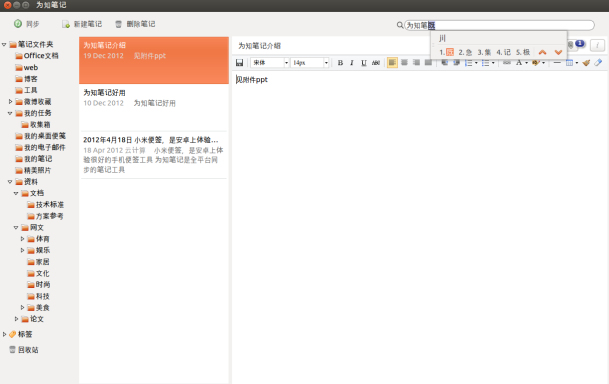 为知笔记
同步
新建笔记
删除笔记
为知笔记
川
1. 2.急 3.集 4.记 5.极
笔记文件夹
Office文档
web
博客
工具
微博收藏
我的任务
收集箱
我的桌面便笺
我的电子邮件
我的笔记
精美照片
资料
文档
技术标准
方案参考
网文
体育
娱乐
家居
文化
时尚
科技
美食
论文
标签
回收站
为知笔记介绍
19 Dec 2012 见附件ppt
为知笔记好用
10 Dec 2012 为知笔记好用
2012年4月18日 小米便签，是安卓上体验...
18 Apr 2012 云计算 小米便签，是安卓上体
验很好的手机便签工具 为知笔记是全平台同
步的笔记工具
为知笔记介绍
1
i
宋体 14px B I U ABC
见附件ppt